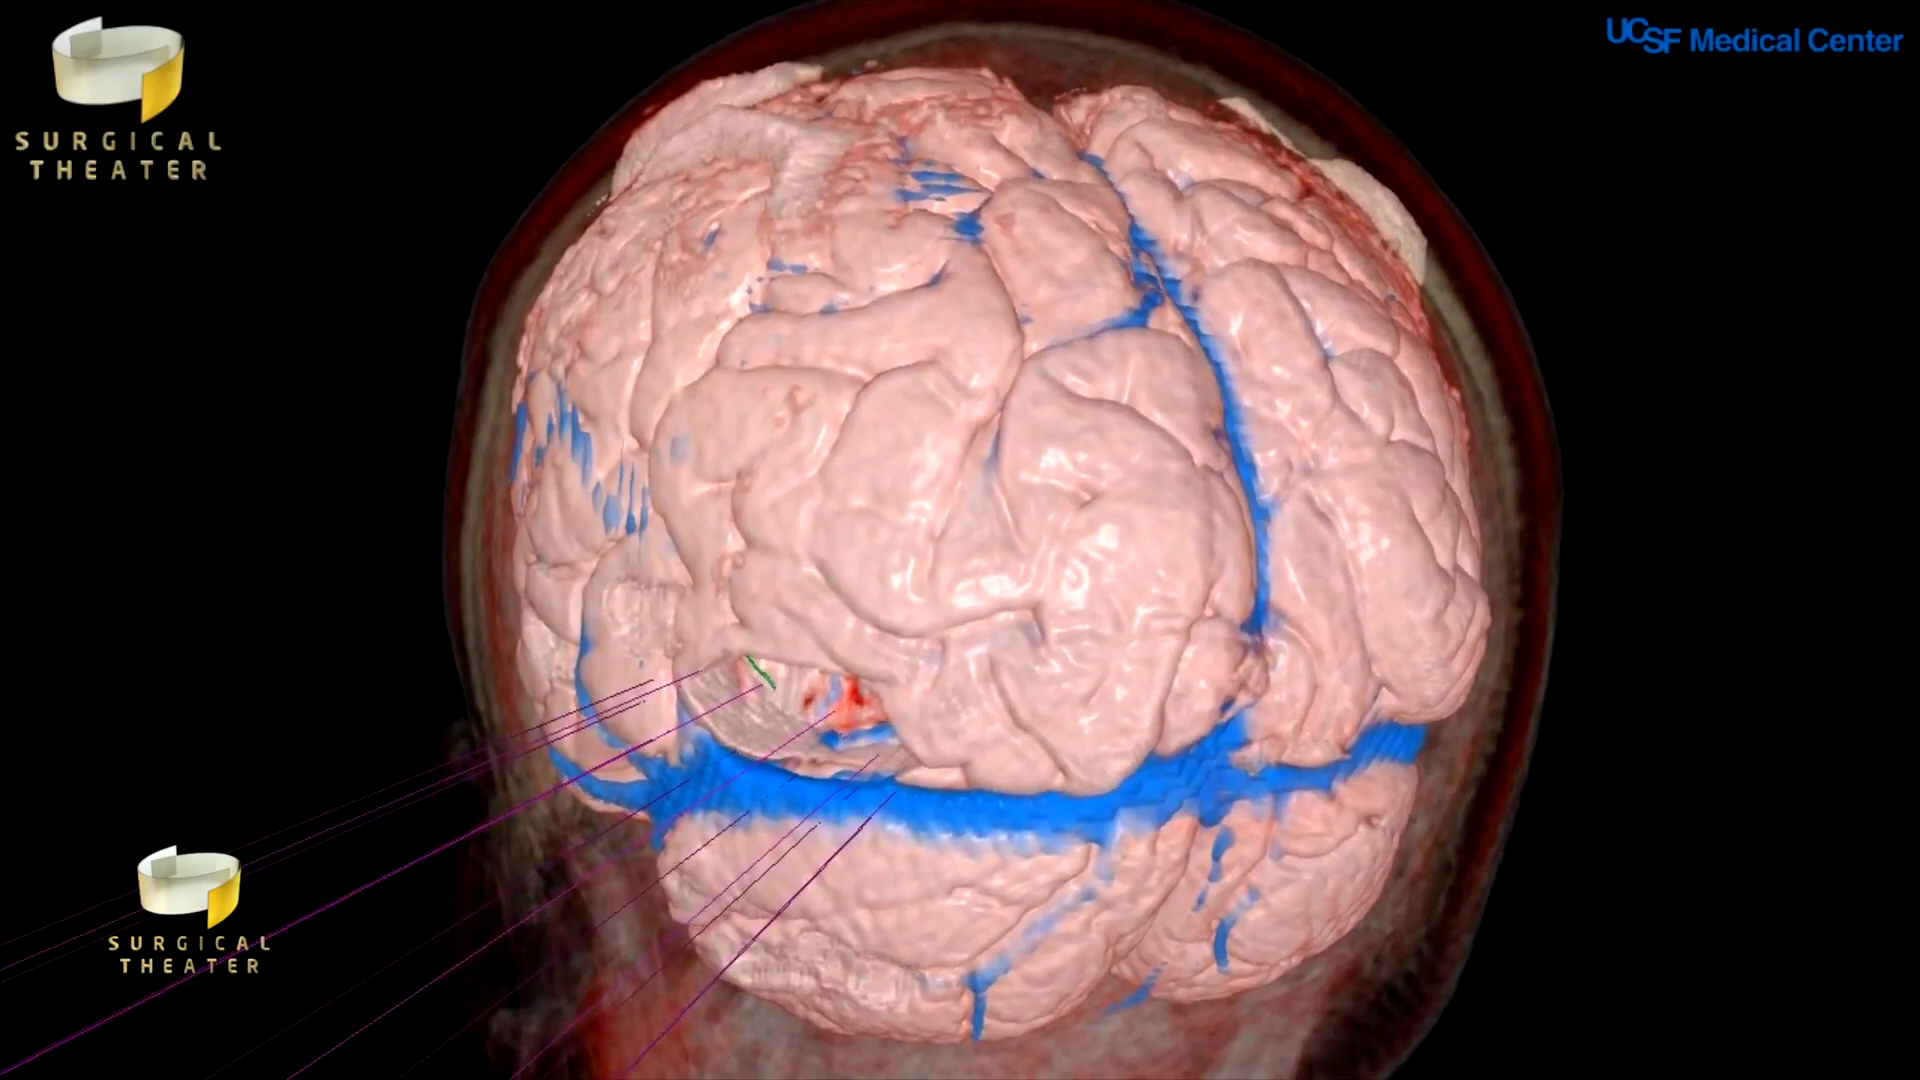 SURGICAL
THEATER
UCSF Medical Center
SURGICAL
THEATER